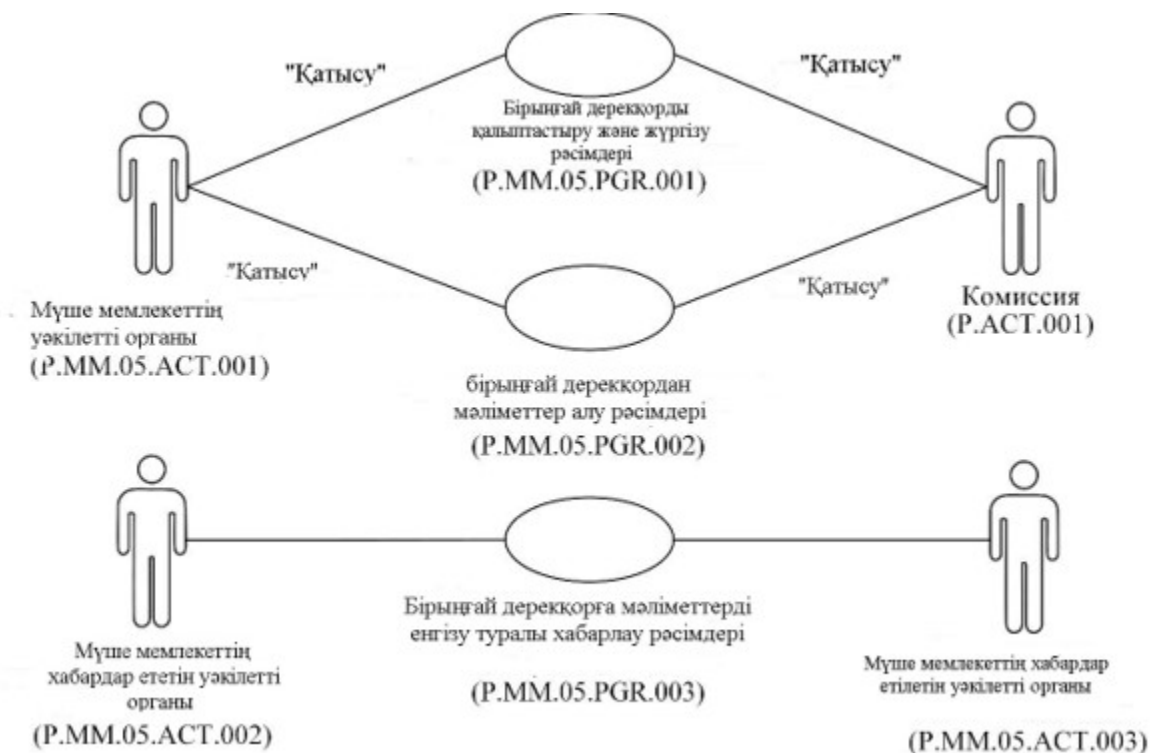 "Қатысу"
"Қатысу"
Бірыңғай дерекқорды
қалыптастыру және жүргізу
рәсімдері
(P.MM.05.PGR.001)
"Қатысу"
"Қатысу"
Мүше мемлекеттің
уәкілетті органы
(P.MM.05.ACT.001)
Комиссия
(P.ACT.001)
бірыңғай дерекқордан
мәліметтер алу рәсімдері
(P.MM.05.PGR.002)
Бірыңғай дерекқорға мәліметтерді
енгізу туралы хабарлау рәсімдері
(P.MM.05.PGR.003)
Мүше мемлекеттің
хабардар ететін уәкілетті
органы
(P.MM.05.ACT.002)
Мүше мемлекеттің хабардар
етілетін уәкілетті органы
(P.MM.05.ACT.003)